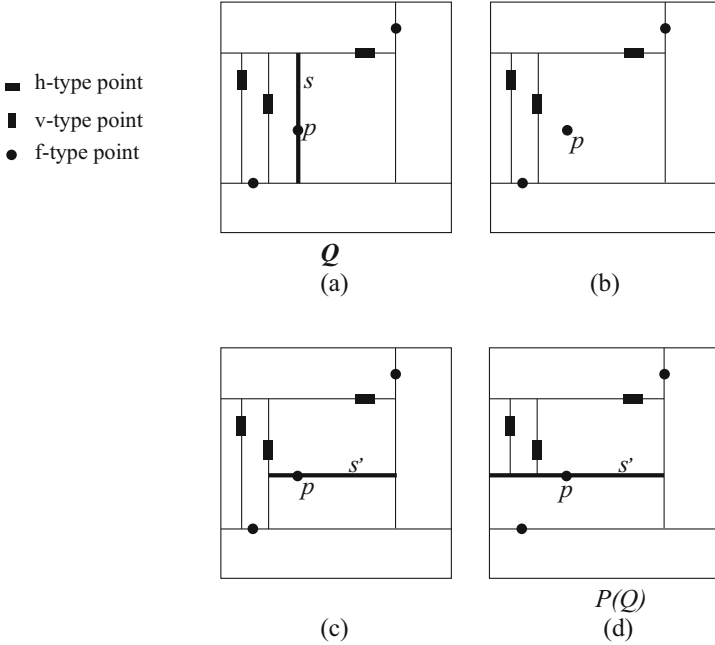 h-type point
v-type point
f-type point
s
p
p
Q
(a)
(b)
s'
p
s'
p
P(Q)
(c)
(d)